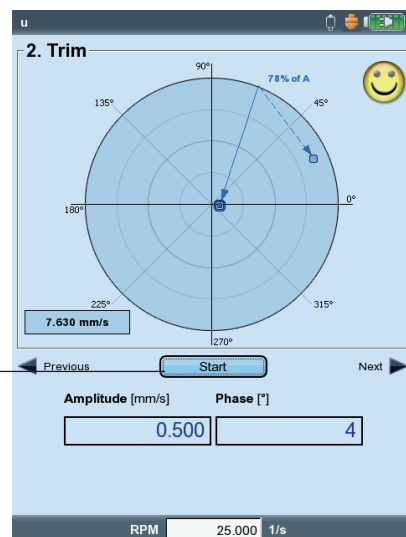 u
2. Trim
90°
78% of A
135°
45°
180°
0°
225°
315°
7.630 mm/s
270°
Previous
Start
Next
Amplitude [mm/s]
Phase [°]
0.500
4
RPM
25.000
1/s